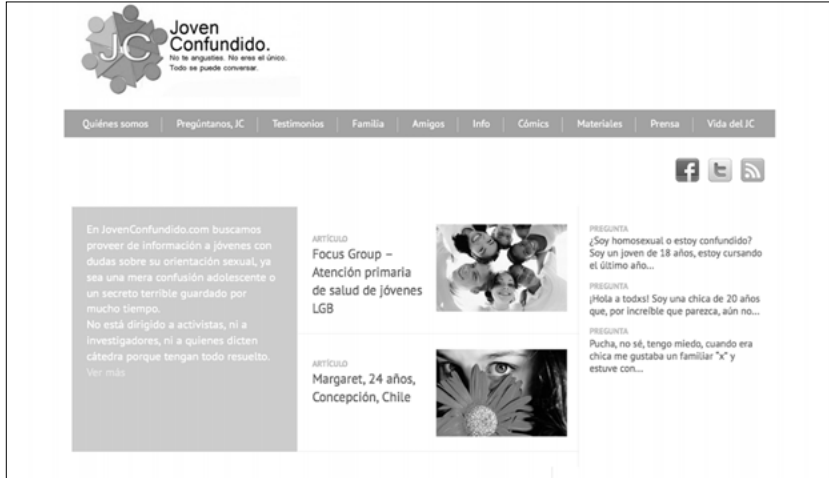 JC
Joven
Confundido.
No te angusties. No eres el único.
Todo se puede conversar.
Quiénes somos
Pregúntanos, JC
Testimonios
Familia
Amigos
Info
Cómics
Materiales
Prensa
Vida del JC
En JovenConfundido.com buscamos
proveer de información a jóvenes con
dudas sobre su orientación sexual, ya
sea una mera confusión adolescente o
un secreto terrible guardado por
mucho tiempo.
No está dirigido a activistas, ni a
investigadores, ni a quienes dicten
cátedra porque tengan todo resuelto.
Ver más
ARTÍCULO
Focus Group –
Atención primaria
de salud de jóvenes
LGB
ARTÍCULO
Margaret, 24 años,
Concepción, Chile
PREGUNTA
¿Soy homosexual o estoy confundido?
Soy un joven de 18 años, estoy cursando
el último año...
PREGUNTA
¡Hola a todxs! Soy una chica de 20 años
que, por increíble que parezca, aún no...
PREGUNTA
Pucha, no sé, tengo miedo, cuando era
chica me gustaba un familiar "x" y
estuve con...